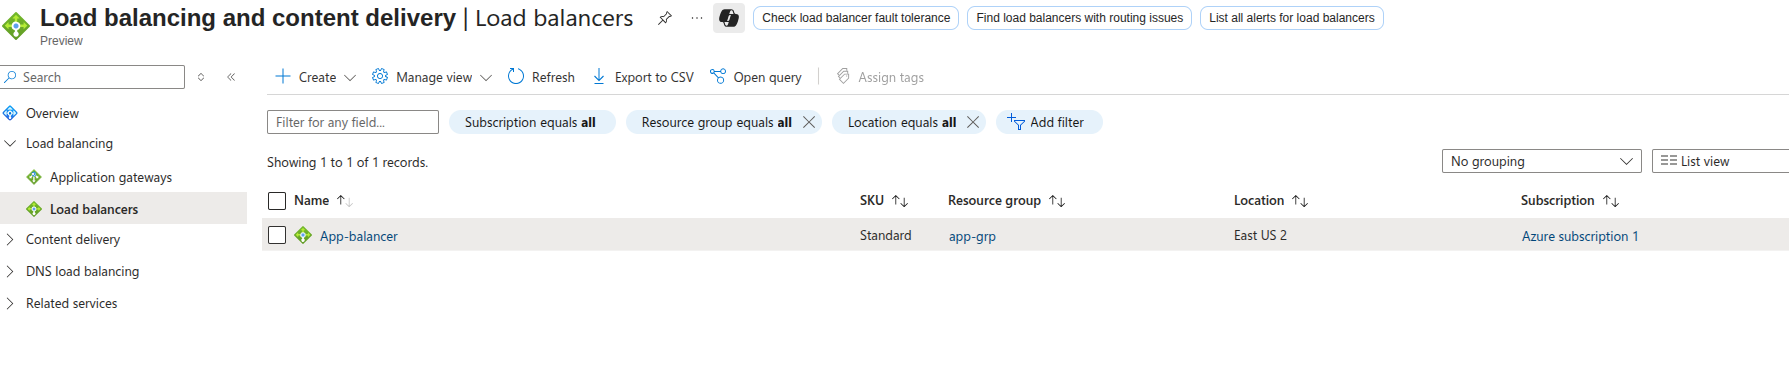 Load balancing and content delivery | Load balancers
Preview
Check load balancer fault tolerance
Find load balancers with routing issues
List all alerts for load balancers
Search
Overview
Load balancing
Application gateways
Load balancers
Content delivery
DNS load balancing
Related services
Create
Manage view
Refresh
Export to CSV
Open query
Assign tags
Filter for any field...
Subscription equals all
Resource group equals all
Location equals all
Add filter
Showing 1 to 1 of 1 records.
No grouping
List view
Name SKU Resource group Location Subscription
App-balancer Standard app-grp East US 2 Azure subscription 1